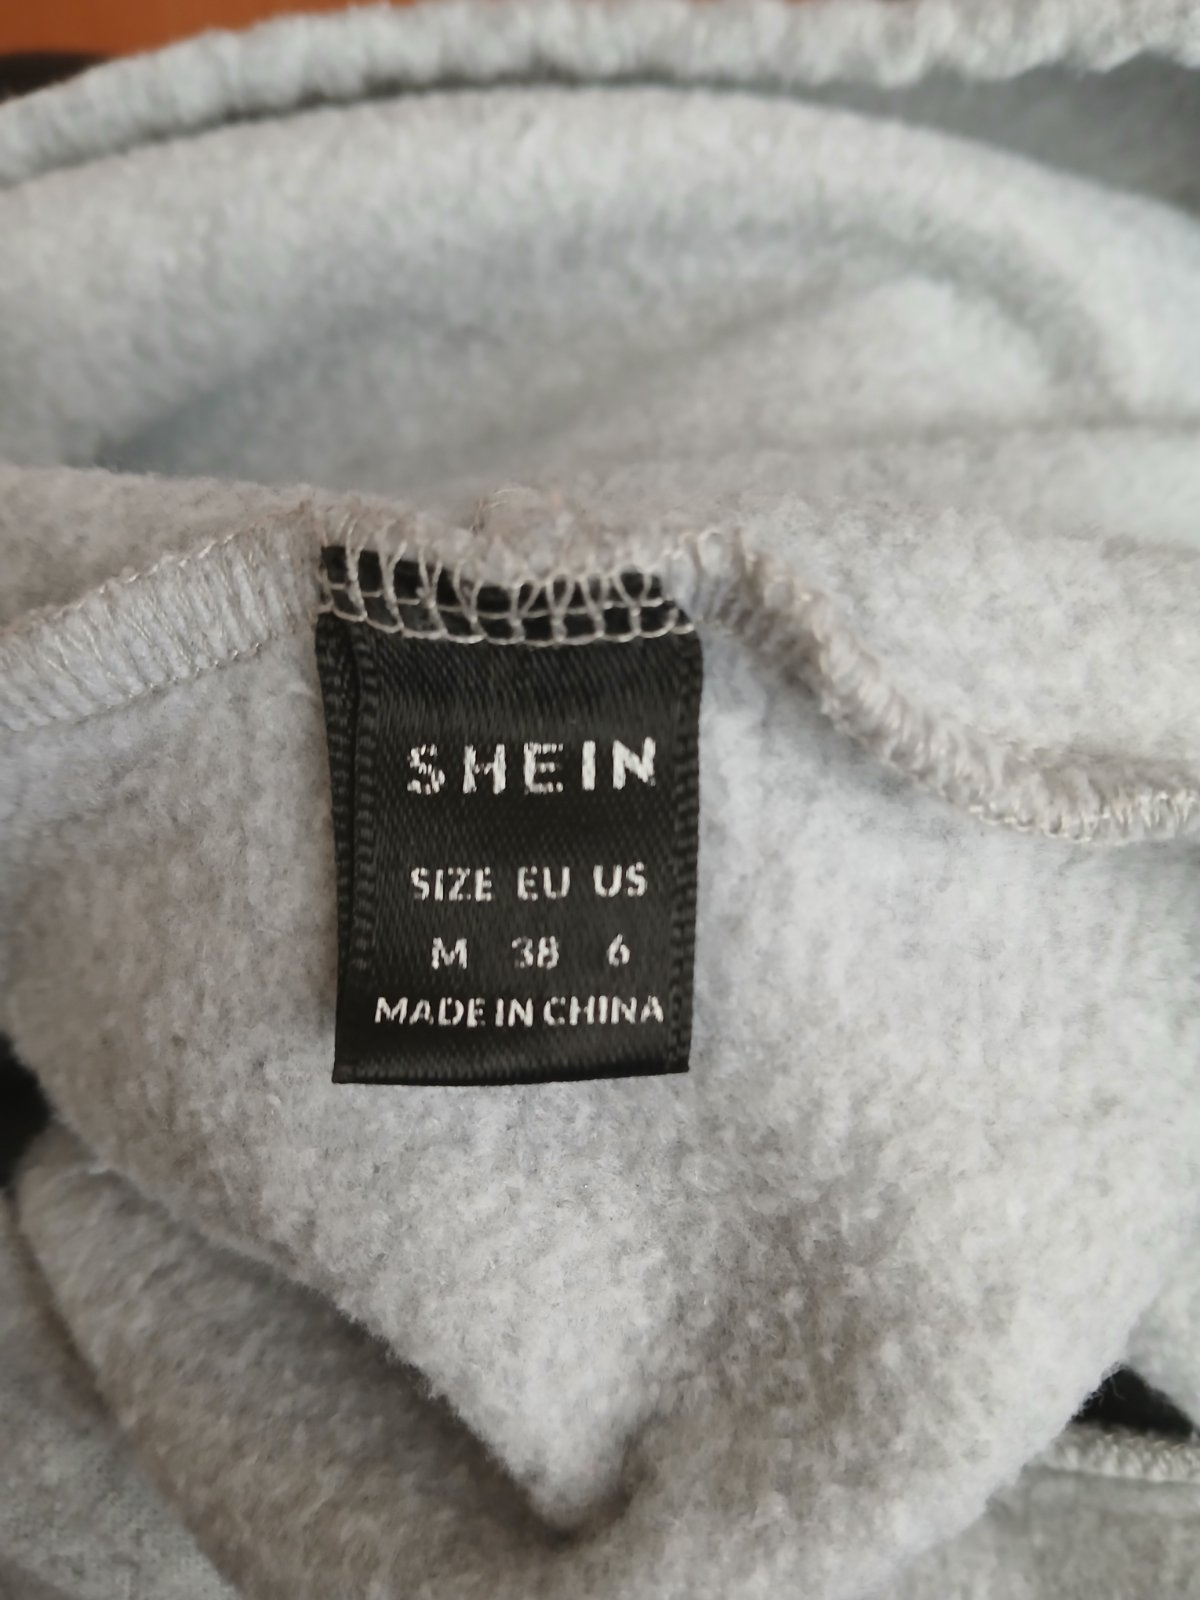 SHEIN
SIZE EU US
M 38 6
MADE IN CHINA